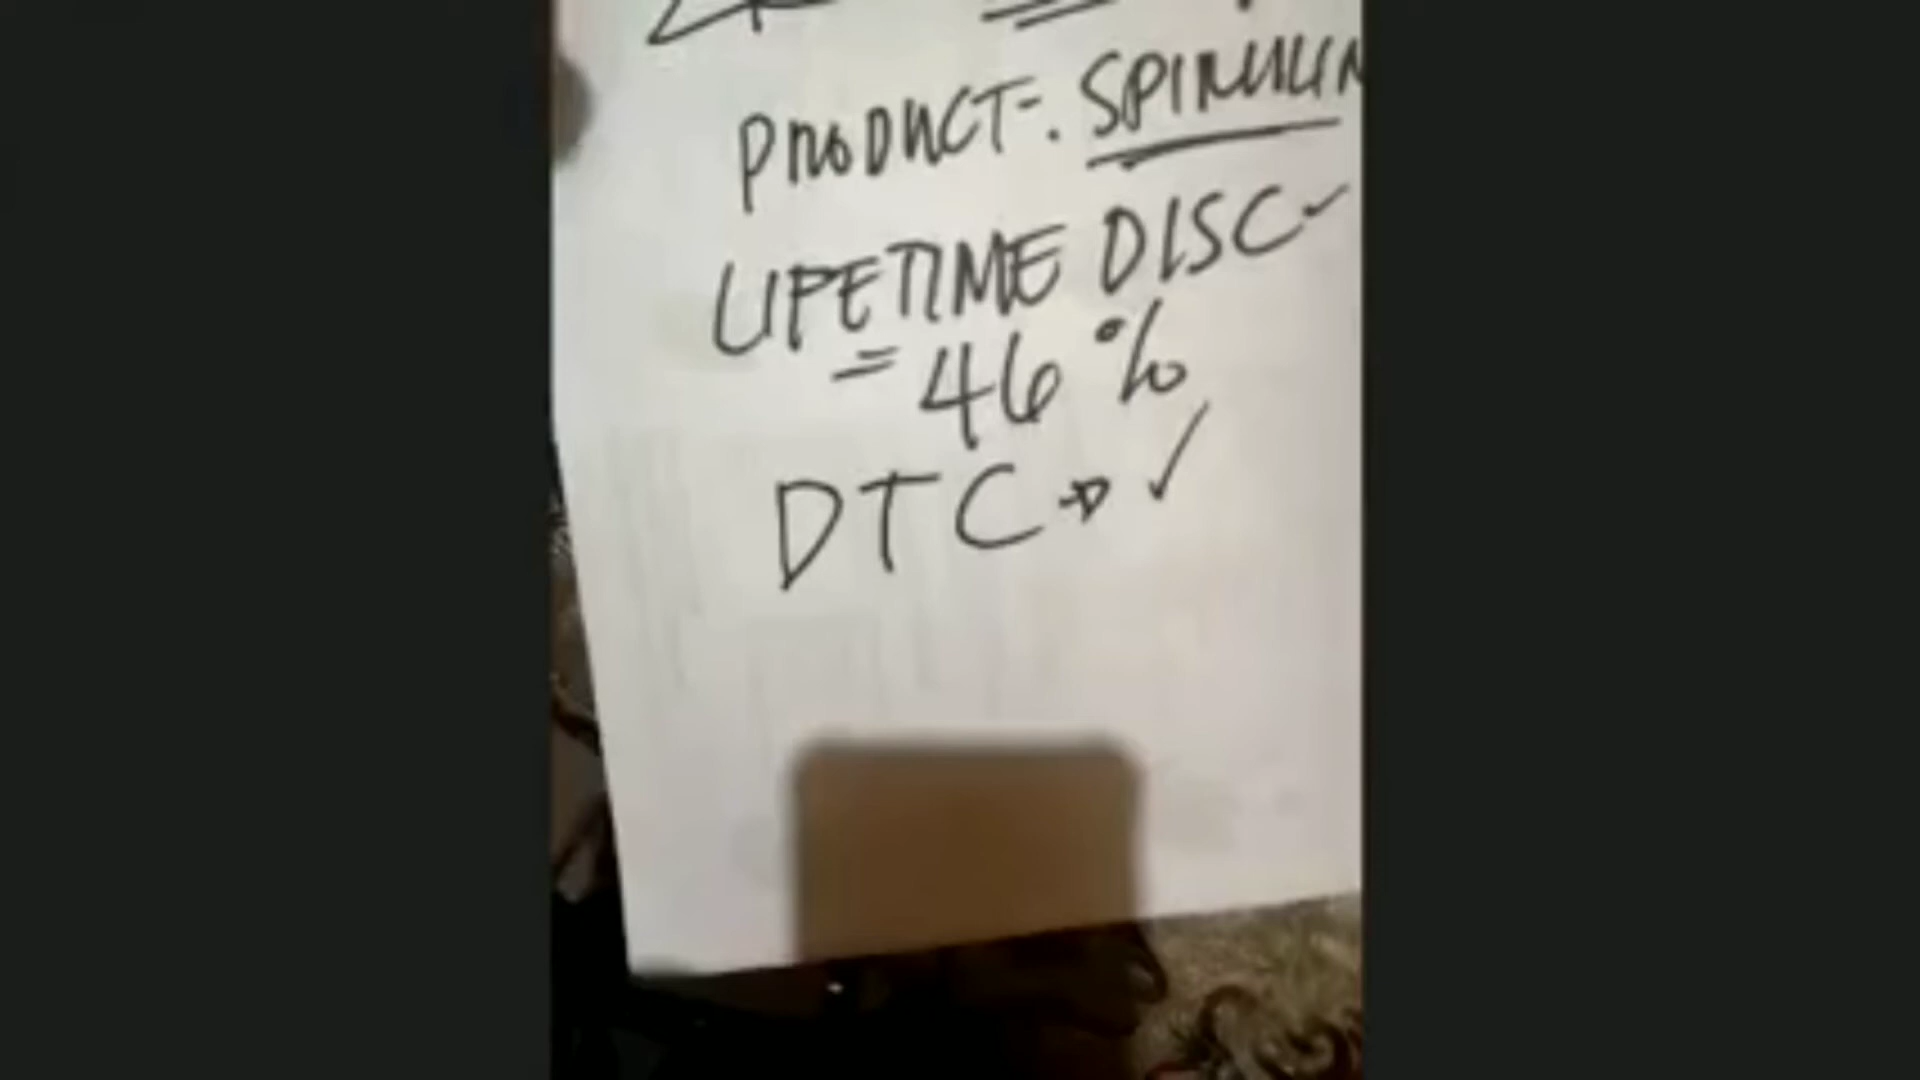 PRODUCT-. SPIRULIN
LIFETIME DISC-
= 46 %
DTC → ✓